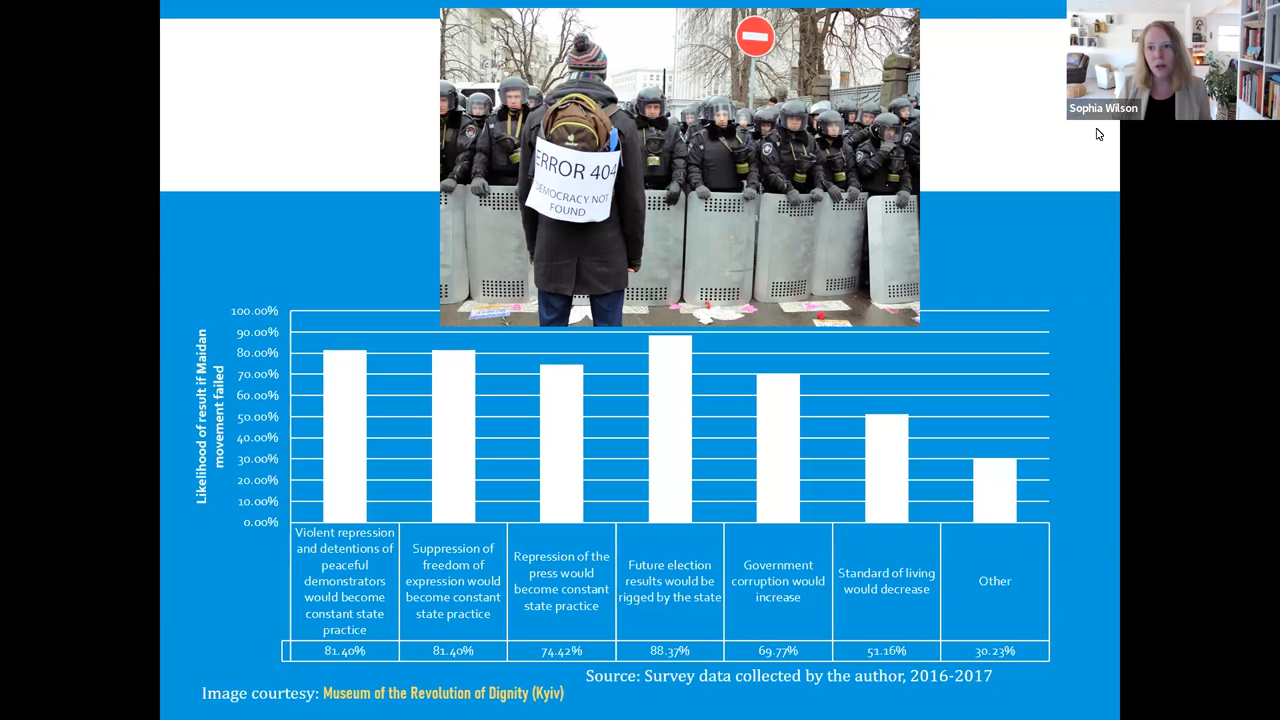 Sophia Wilson
ERROR 404
DEMOCRACY NOT
FOUND
Likelihood of result if Maidan
movement failed
100.00%
90.00%
80.00%
70.00%
60.00%
50.00%
40.00%
30.00%
20.00%
10.00%
0.00%
Violent repression
and detentions of
peaceful
demonstrators
would become
constant state
practice
81.40%
Suppression of
freedom of
expression would
become constant
state practice
81.40%
Repression of the
press would
become constant
state practice
74.42%
Future election
results would be
rigged by the state
88.37%
Government
corruption would
increase
69.77%
Standard of living
would decrease
51.16%
Other
30.23%
Source: Survey data collected by the author, 2016-2017
Image courtesy: Museum of the Revolution of Dignity (Kyiv)